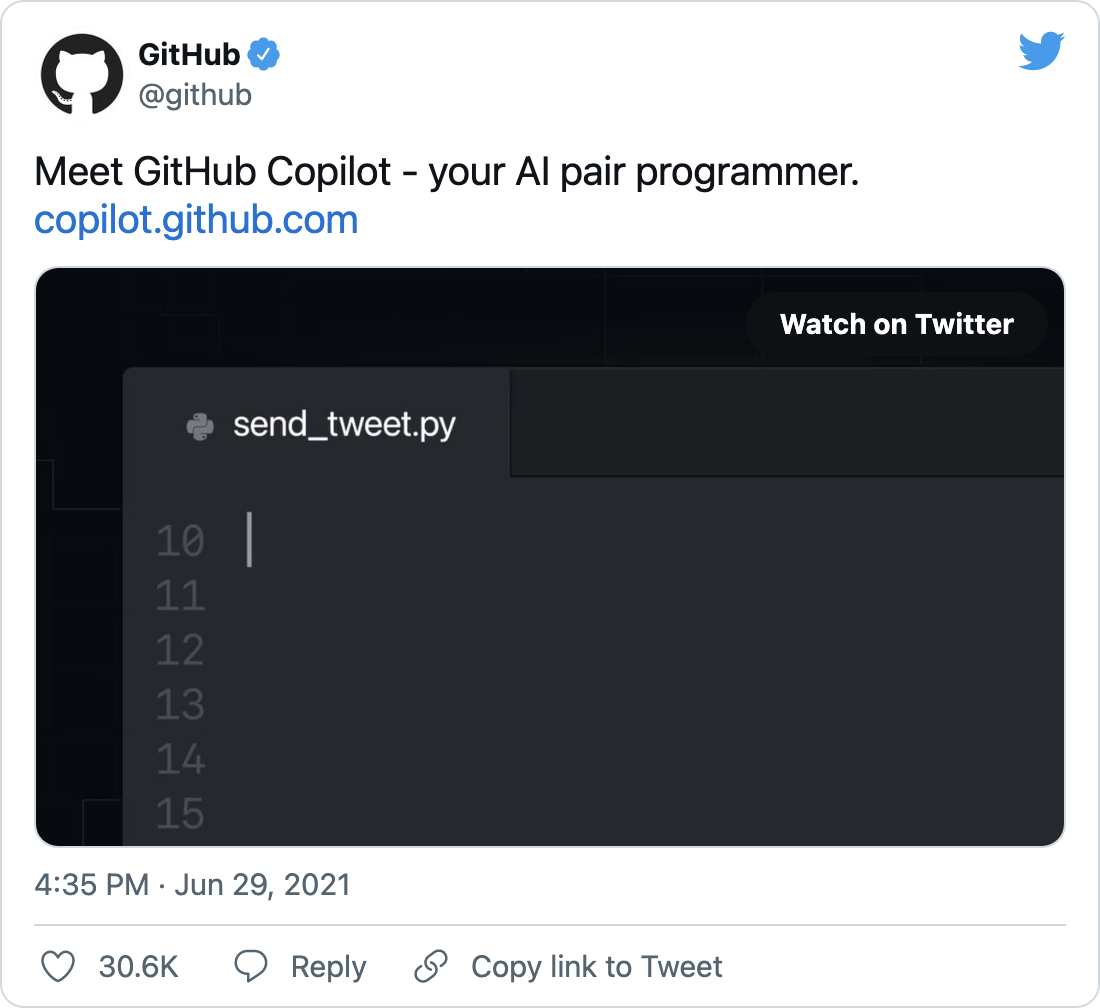 GitHub
@github
Meet GitHub Copilot - your AI pair programmer.
copilot.github.com
Watch on Twitter
send_tweet.py
10
11
12
13
14
15
4:35 PM · Jun 29, 2021
30.6K Reply Copy link to Tweet